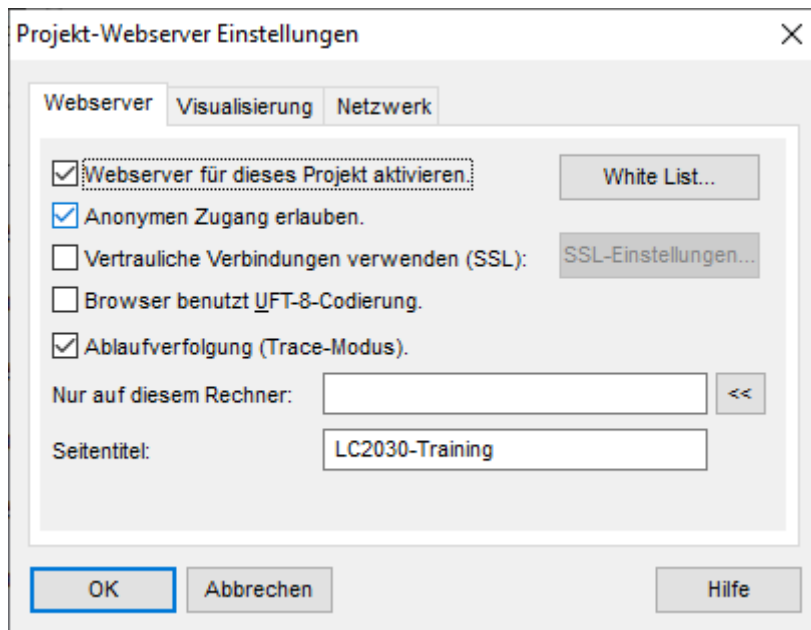 Projekt-Webserver Einstellungen
Webserver Visualisierung Netzwerk
Webserver für dieses Projekt aktivieren. White List...
Anonymen Zugang erlauben.
Vertrauliche Verbindungen verwenden (SSL): SSL-Einstellungen...
Browser benutzt UFT-8-Codierung.
Ablaufverfolgung (Trace-Modus).
Nur auf diesem Rechner: <<
Seitentitel: LC2030-Training
OK Abbrechen Hilfe